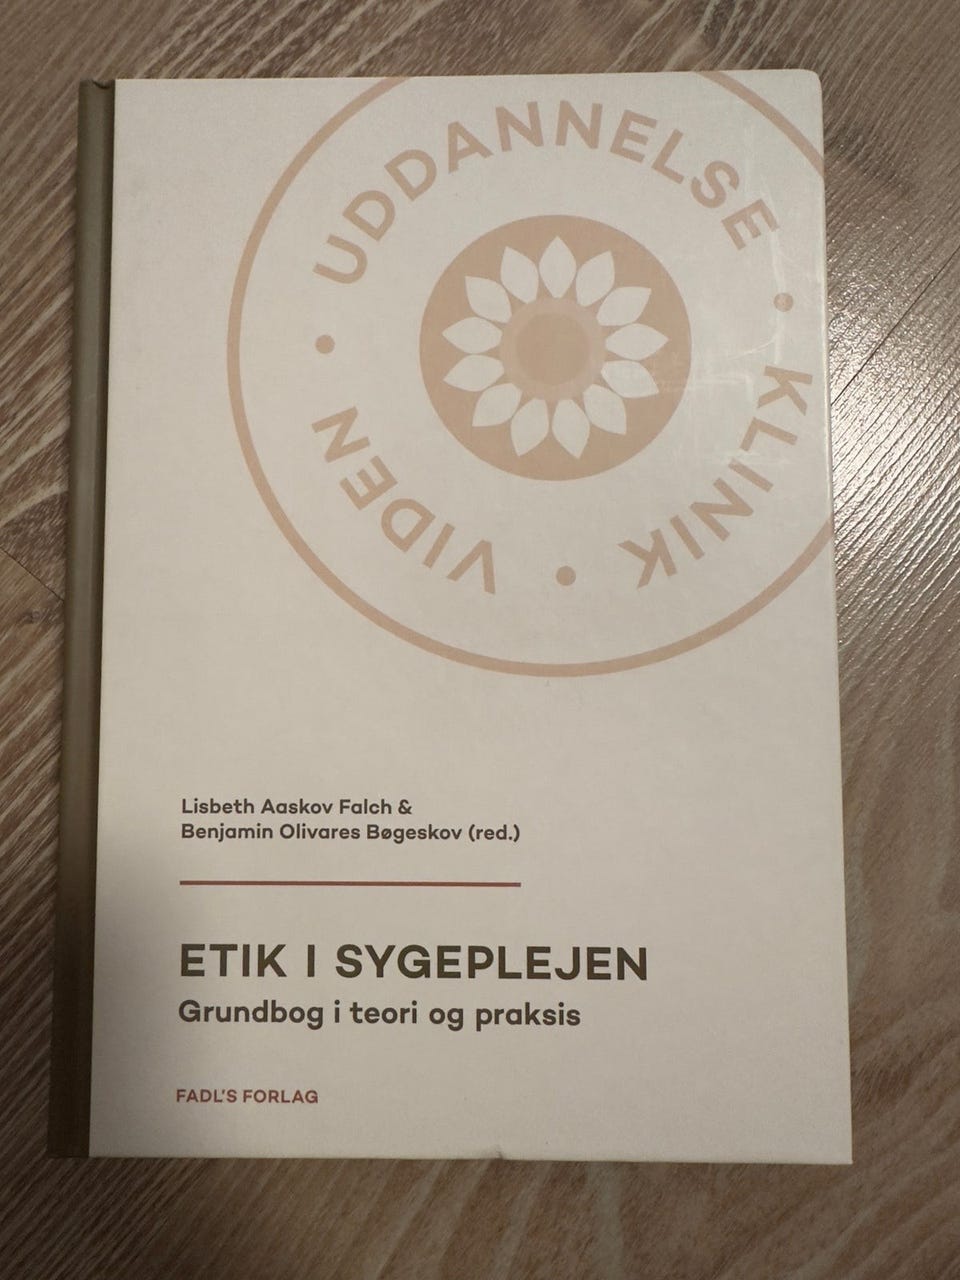 UDDANNELSE • KLINIK • VIDEN •
Lisbeth Aaskov Falch &
Benjamin Olivares Bøgeskov (red.)
ETIK I SYGEPLEJEN
Grundbog i teori og praksis
FADL'S FORLAG